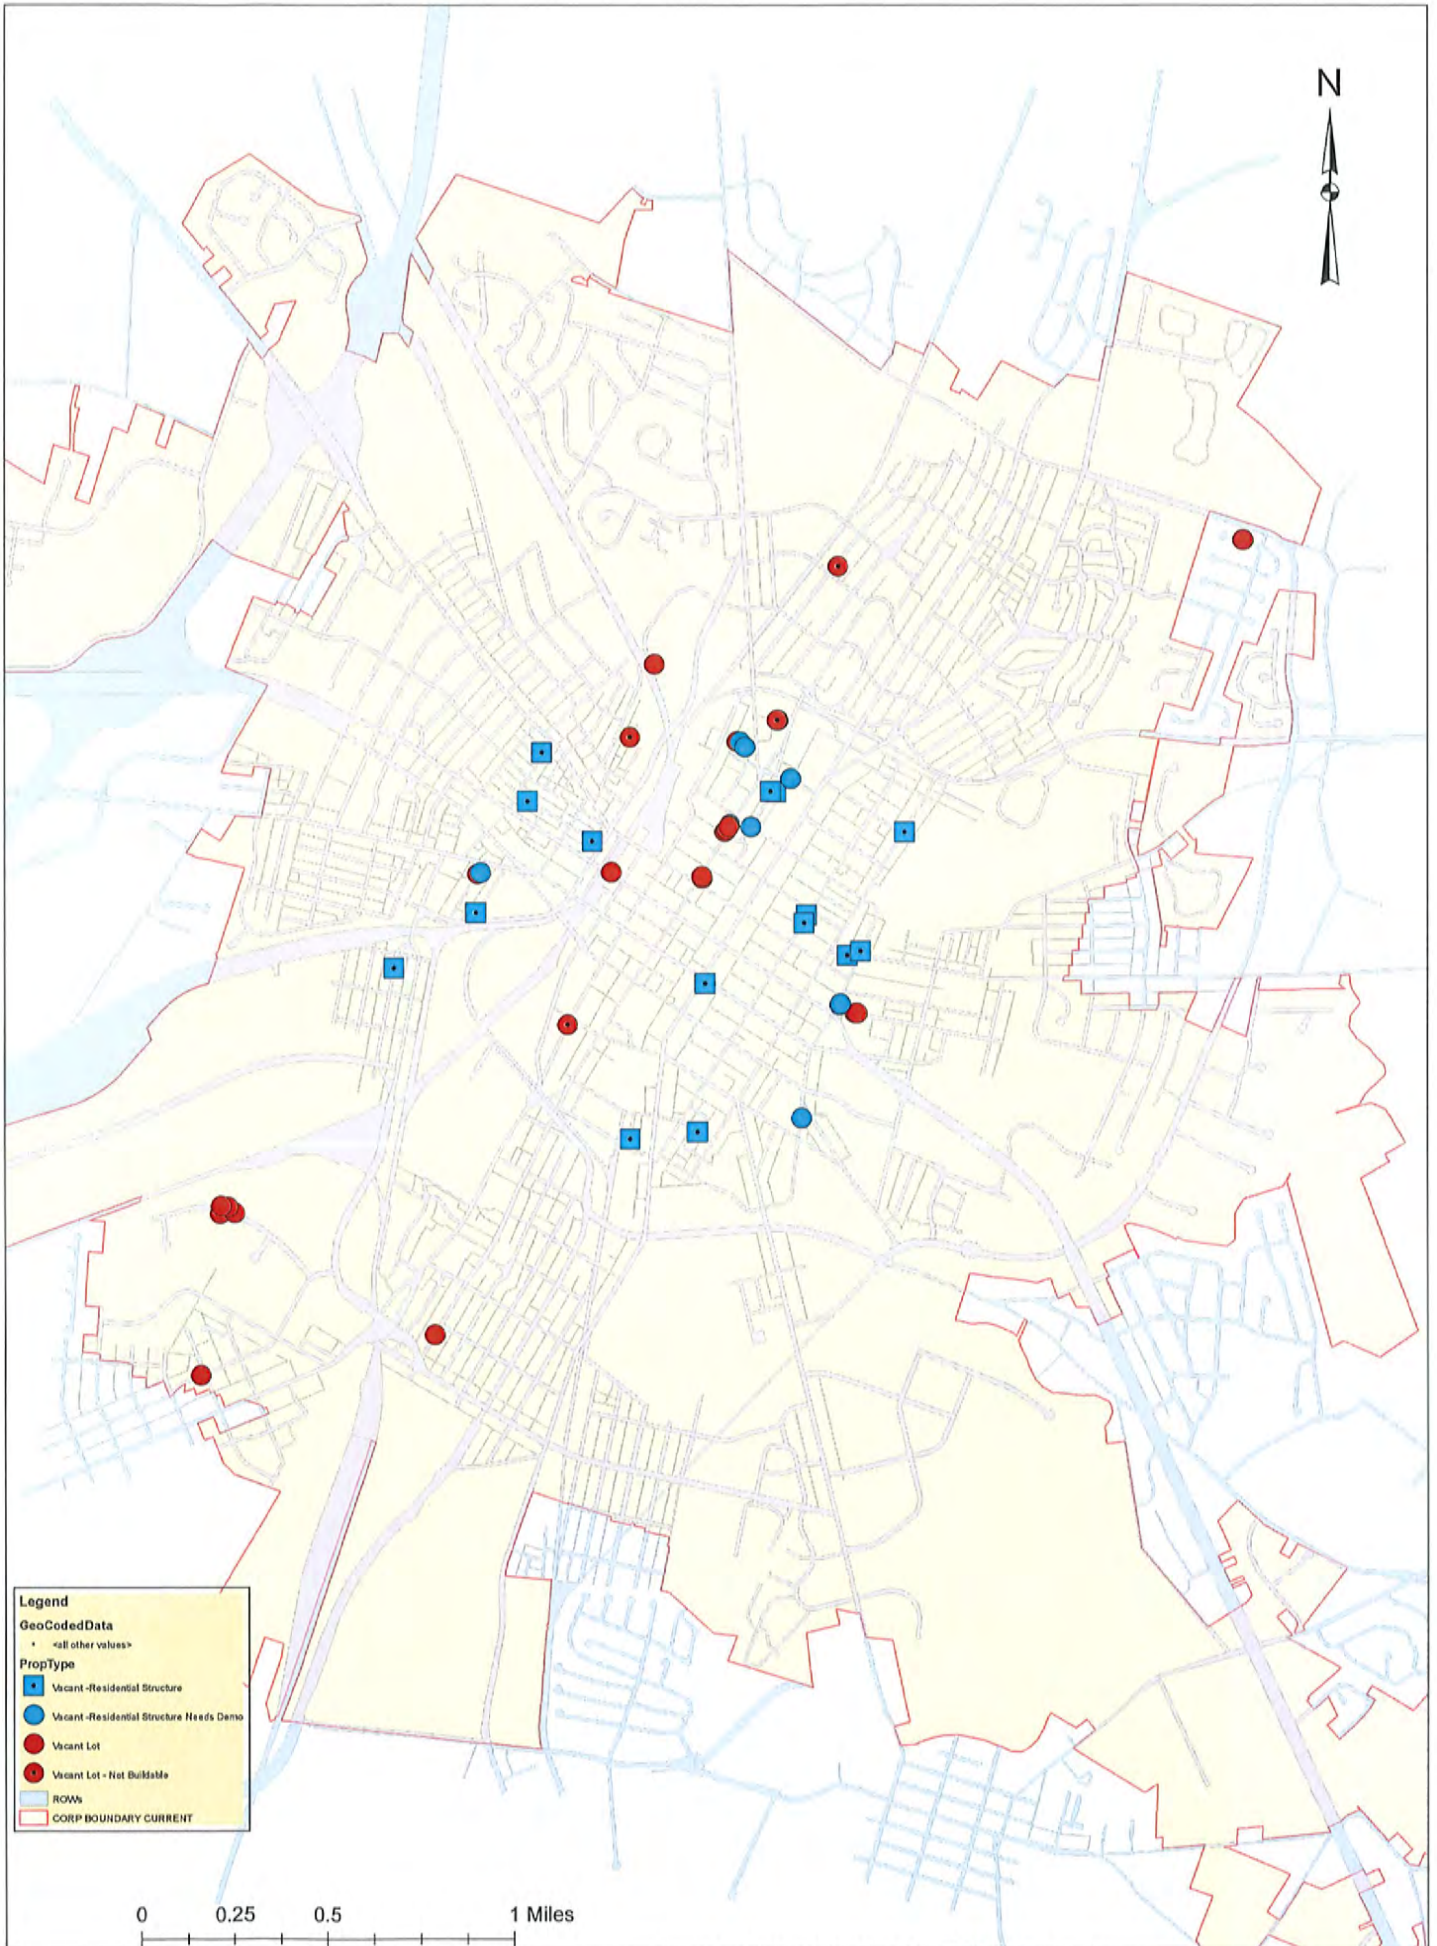 N
Legend
GeoCodedData
<all other values>
PropType
Vacant -Residential Structure
Vacant -Residential Structure Needs Demo
Vacant Lot
Vacant Lot - Not Buildable
ROWs
CORP BOUNDARY CURRENT
0 0.25 0.5 1 Miles